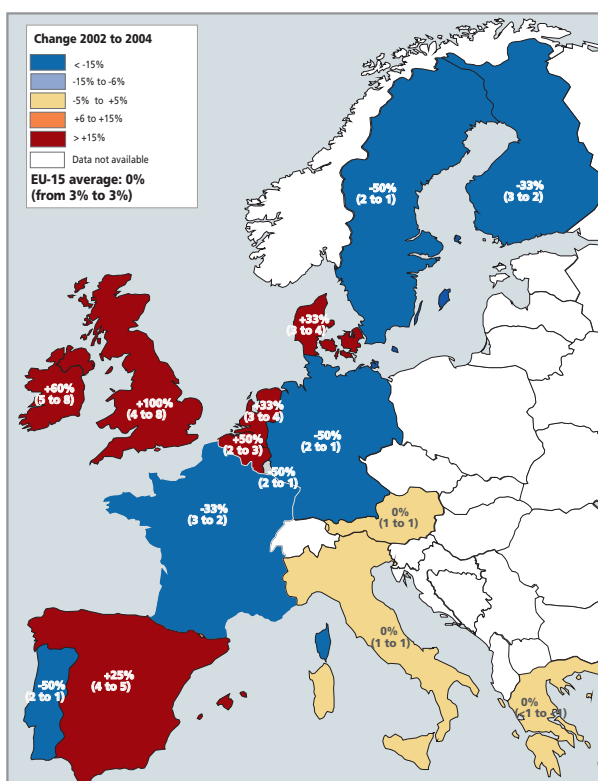 Change 2002 to 2004
< -15%
-15% to -6%
-5% to +5%
+6 to +15%
> +15%
Data not available
EU-15 average: 0%
(from 3% to 3%)
-50%
(2 to 1)
-33%
(3 to 2)
+33%
(3 to 4)
+60%
(5 to 8)
+100%
(4 to 8)
+33%
(3 to 4)
+50%
(2 to 3)
-50%
(2 to 1)
-50%
(2 to 1)
-33%
(3 to 2)
0%
(1 to 1)
0%
(1 to 1)
+25%
(4 to 5)
-50%
(2 to 1)
0%
(<1 to <1)